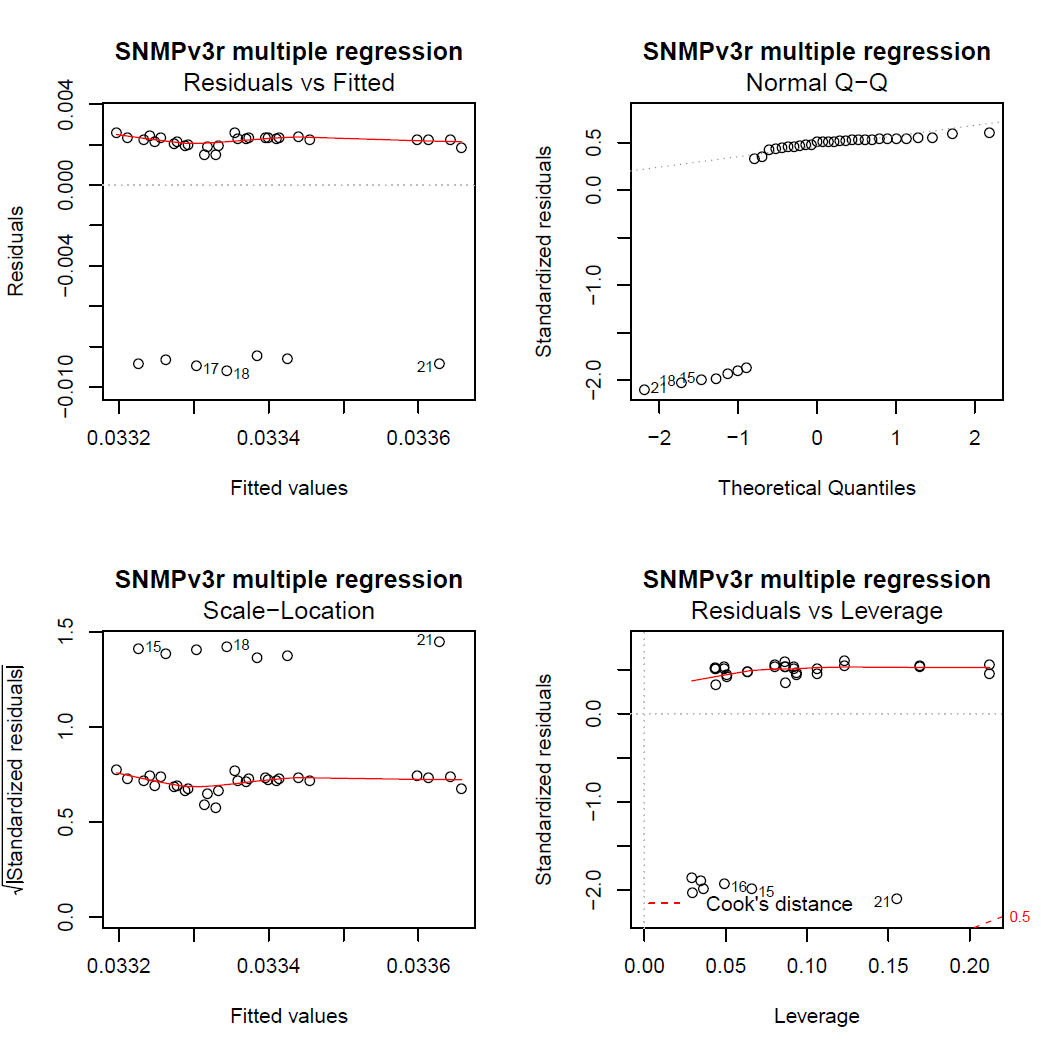 SNMPv3r multiple regression
Residuals vs Fitted
0.004
0.000
−0.004
−0.010
Residuals
17
18
21
0.0332
0.0334
0.0336
Fitted values
SNMPv3r multiple regression
Normal Q−Q
0.5
0.0
−1.0
−2.0
Standardized residuals
21
18
15
−2
−1
0
1
2
Theoretical Quantiles
SNMPv3r multiple regression
Scale−Location
1.5
1.0
0.5
0.0
√|Standardized residuals|
15
18
21
0.0332
0.0334
0.0336
Fitted values
SNMPv3r multiple regression
Residuals vs Leverage
0.0
−1.0
−2.0
Standardized residuals
16
15
21
Cook's distance
0.5
0.00
0.05
0.10
0.15
0.20
Leverage